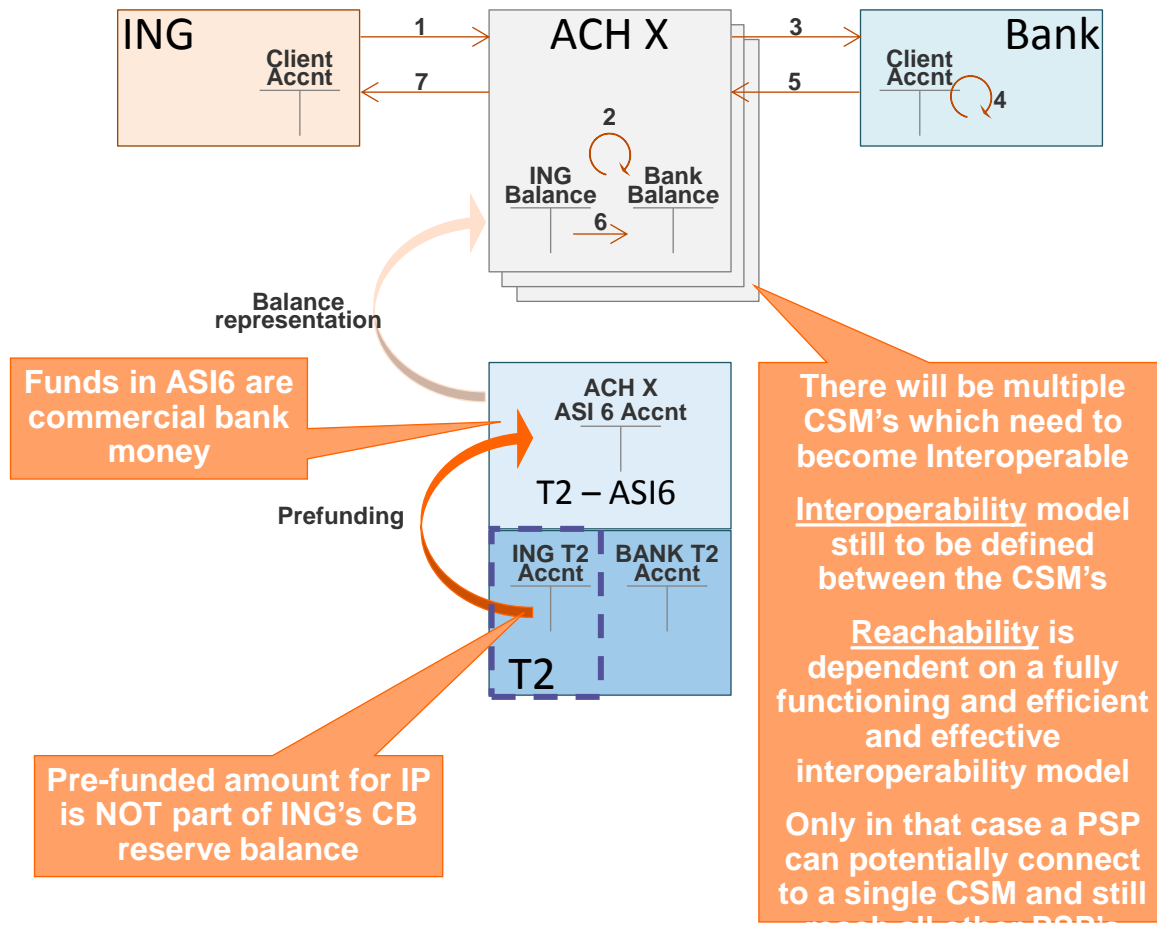 ING
1
ACH X
3
Bank
Client
Accnt
7
5
Client
Accnt
4
2
ING
Balance
Bank
Balance
6
Balance
representation
Funds in ASI6 are
commercial bank
money
ACH X
ASI 6 Accnt
T2 – ASI6
Prefunding
ING T2
Accnt
BANK T2
Accnt
T2
Pre-funded amount for IP
is NOT part of ING's CB
reserve balance
There will be multiple
CSM's which need to
become Interoperable
Interoperability model
still to be defined
between the CSM's
Reachability is
dependent on a fully
functioning and efficient
and effective
interoperability model
Only in that case a PSP
can potentially connect
to a single CSM and still
reach all other PSP's